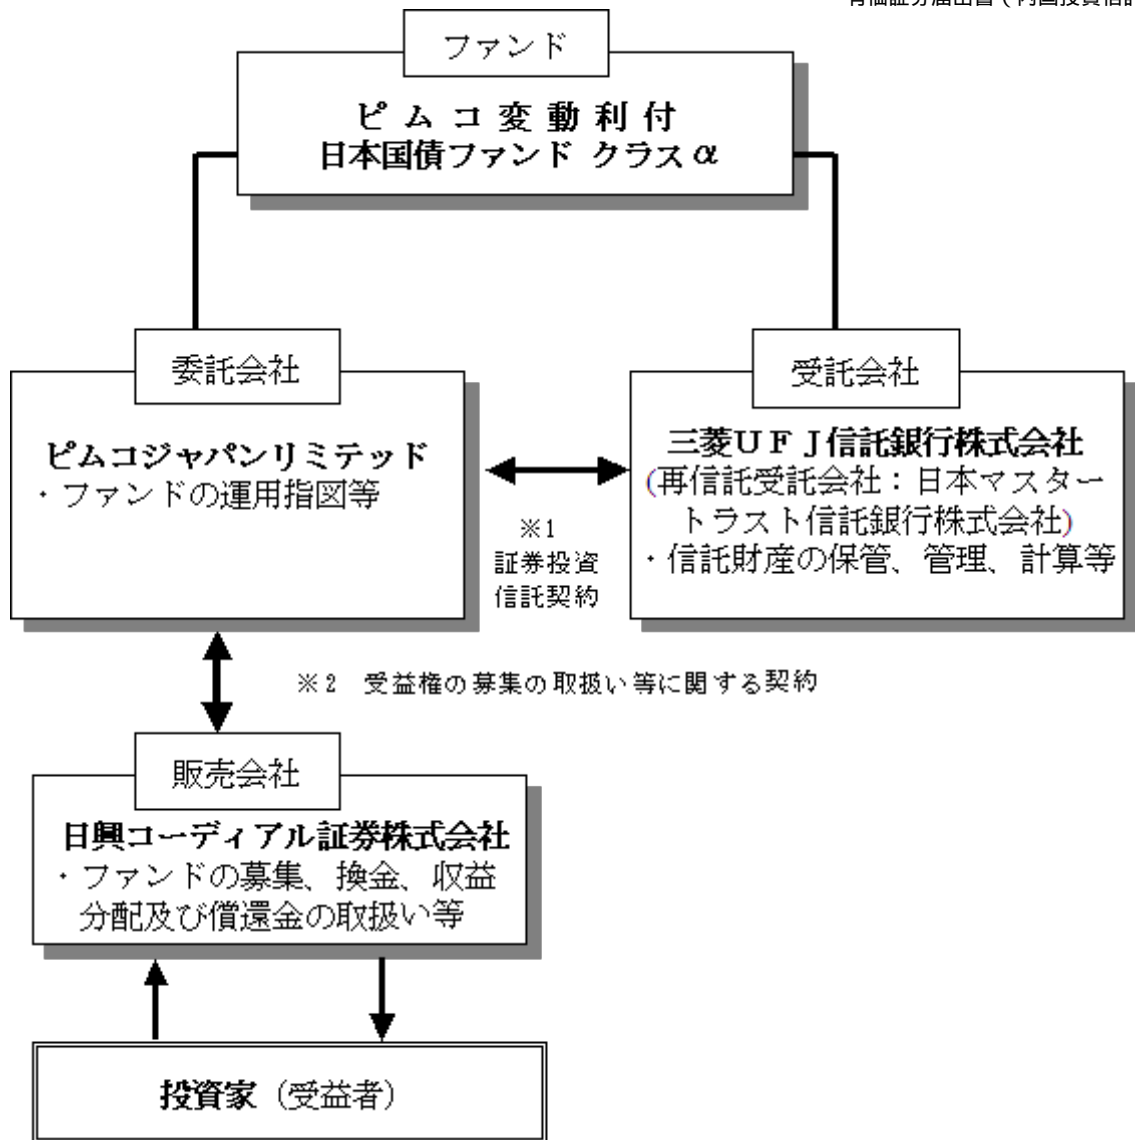 有価証券届出書（内国投資信託
ファンド
ピムコ変動利付
日本国債ファンド クラスα
委託会社
ピムコジャパンリミテッド
・ファンドの運用指図等
※1
証券投資
信託契約
受託会社
三菱ＵＦＪ信託銀行株式会社
(再信託受託会社：日本マスター
トラスト信託銀行株式会社)
・信託財産の保管、管理、計算等
※2 受益権の募集の取扱い等に関する契約
販売会社
日興コーディアル証券株式会社
・ファンドの募集、換金、収益
分配及び償還金の取扱い等
投資家（受益者）